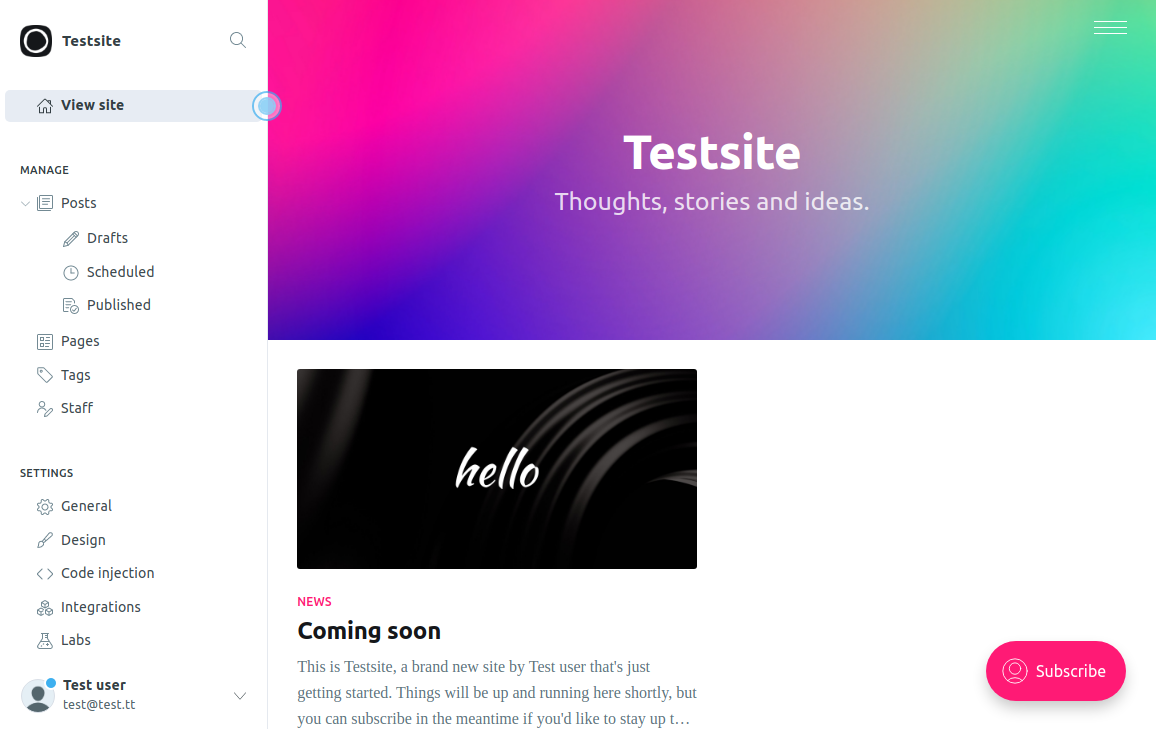 Testsite
View site
MANAGE
Posts
Drafts
Scheduled
Published
Pages
Tags
Staff
SETTINGS
General
Design
Code injection
Integrations
Labs
Test user
test@test.tt
Testsite
Thoughts, stories and ideas.
hello
NEWS
Coming soon
This is Testsite, a brand new site by Test user that's just
getting started. Things will be up and running here shortly, but
you can subscribe in the meantime if you'd like to stay up t…
Subscribe